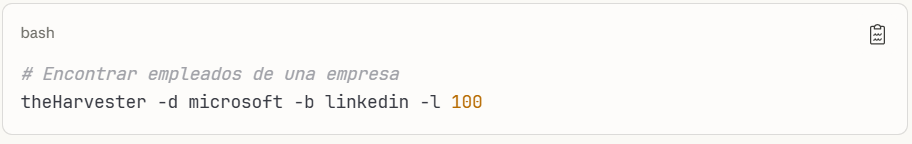 bash
# Encontrar empleados de una empresa
theHarvester -d microsoft -b linkedin -l 100